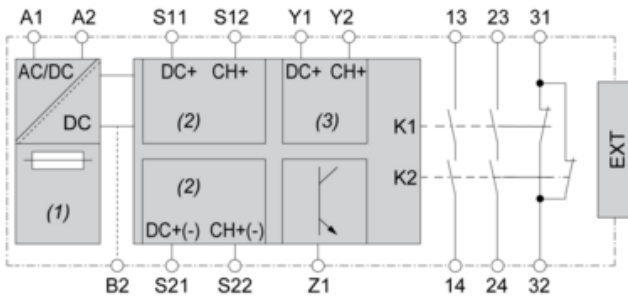 A1 A2 S11 S12 Y1 Y2 13 23 31
AC/DC DC+ CH+ DC+ CH+
DC (2) (3) K1
EXT
(2) K2
(1)
DC+(-) CH+(-)
B2 S21 S22 Z1 14 24 32